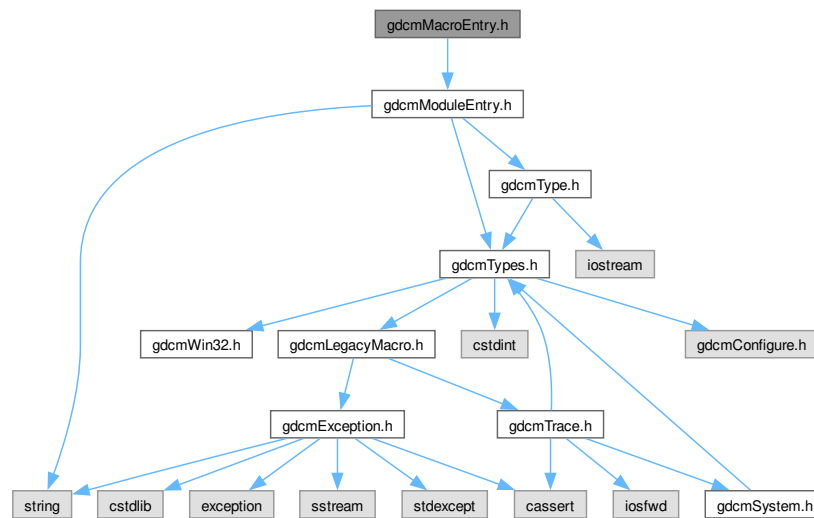 gdcmMacroEntry.h
gdcmModuleEntry.h
gdcmType.h
gdcmTypes.h
iostream
gdcmWin32.h
gdcmLegacyMacro.h
cstdint
gdcmConfigure.h
gdcmException.h
gdcmTrace.h
string
cstdlib
exception
sstream
stdexcept
cassert
iosfwd
gdcmSystem.h